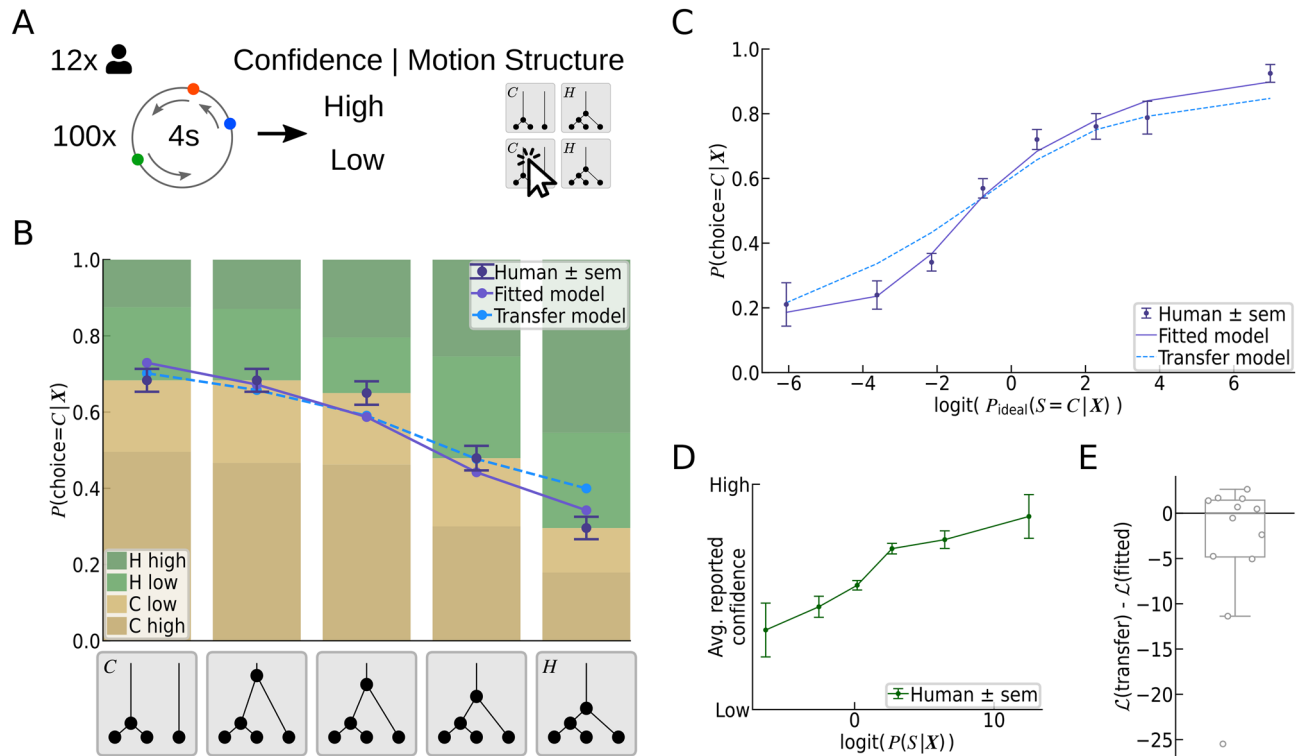 A
12x
100x
4s
Confidence | Motion Structure
High
Low
C
H
C
H
B
P(choice=C|X)
1.0
0.8
0.6
0.4
0.2
0.0
Human ± sem
Fitted model
Transfer model
H high
H low
C low
C high
C
H
C
P(choice=C|X)
1.0
0.8
0.6
0.4
0.2
0.0
−6
−4
−2
0
2
4
6
logit( P_ideal(S=C|X) )
Human ± sem
Fitted model
Transfer model
D
Avg. reported
confidence
High
Low
0
10
logit( P(S|X))
Human ± sem
E
ℒ(transfer) - ℒ(fitted)
0
−5
−10
−15
−20
−25